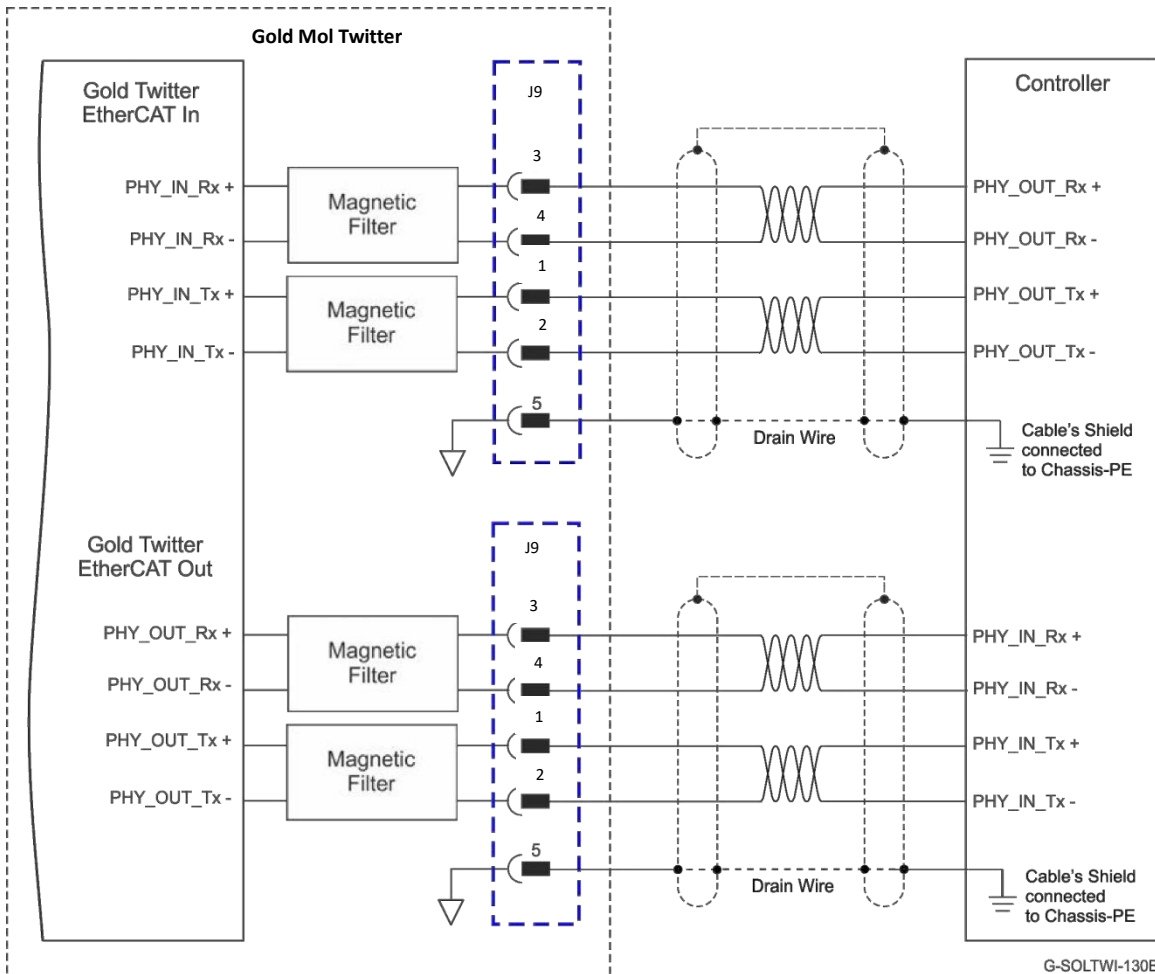 Gold Mol Twitter
Gold Twitter
EtherCAT In
J9
Controller
3
PHY_IN_Rx +
Magnetic
Filter
PHY_OUT_Rx +
4
PHY_IN_Rx -
PHY_OUT_Rx -
1
PHY_IN_Tx +
Magnetic
Filter
PHY_OUT_Tx +
2
PHY_IN_Tx -
PHY_OUT_Tx -
5
Drain Wire
Cable's Shield
connected
to Chassis-PE
Gold Twitter
EtherCAT Out
J9
3
PHY_OUT_Rx +
Magnetic
Filter
PHY_IN_Rx +
4
PHY_OUT_Rx -
PHY_IN_Rx -
1
PHY_OUT_Tx +
Magnetic
Filter
PHY_IN_Tx +
2
PHY_OUT_Tx -
PHY_IN_Tx -
5
Drain Wire
Cable's Shield
connected
to Chassis-PE
G-SOLTWI-130B